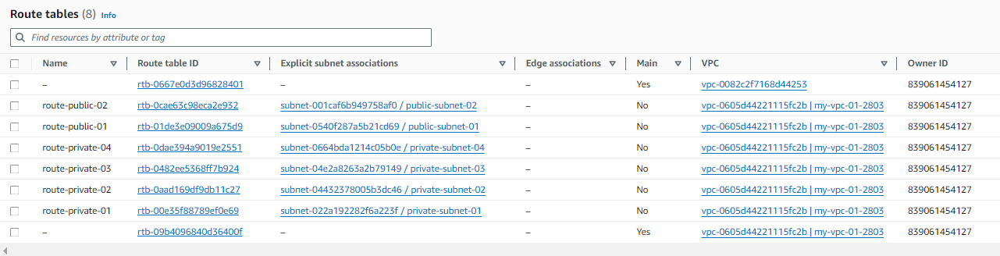 Route tables (8) Info
Find resources by attribute or tag
Name Route table ID Explicit subnet associations Edge associations Main VPC Owner ID
– rtb-0667e0d3d96828401 – – Yes vpc-0082c2f7168d44253 839061454127
route-public-02 rtb-0cae63c98eca2e932 subnet-001caf6b949758af0 / public-subnet-02 – No vpc-0605d44221115fc2b | my-vpc-01-2803 839061454127
route-public-01 rtb-01de3e09009a675d9 subnet-0540f287a5b21cd69 / public-subnet-01 – No vpc-0605d44221115fc2b | my-vpc-01-2803 839061454127
route-private-04 rtb-0dae394a9019e2551 subnet-0664bda1214c05b0e / private-subnet-04 – No vpc-0605d44221115fc2b | my-vpc-01-2803 839061454127
route-private-03 rtb-0482ee5368ff7b924 subnet-04e2a8263a2b79149 / private-subnet-03 – No vpc-0605d44221115fc2b | my-vpc-01-2803 839061454127
route-private-02 rtb-0aad169df9db11c27 subnet-04432378005b3dc46 / private-subnet-02 – No vpc-0605d44221115fc2b | my-vpc-01-2803 839061454127
route-private-01 rtb-00e35f88789ef0e69 subnet-022a192282f6a223f / private-subnet-01 – No vpc-0605d44221115fc2b | my-vpc-01-2803 839061454127
– rtb-09b4096840d36400f – – Yes vpc-0605d44221115fc2b | my-vpc-01-2803 839061454127